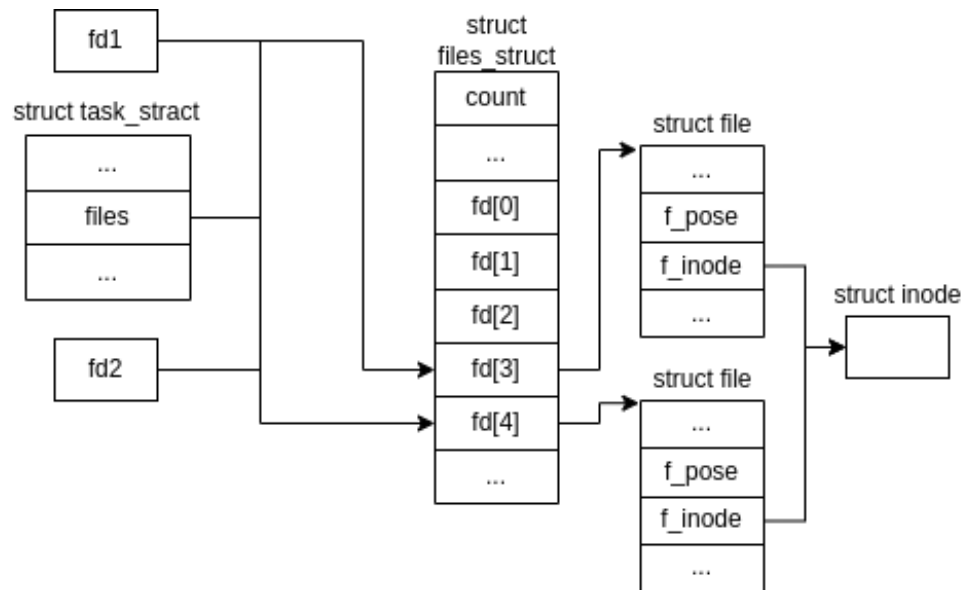 fd1
struct task_stract
...
files
...
fd2
struct
files_struct
count
...
fd[0]
fd[1]
fd[2]
fd[3]
fd[4]
...
struct file
...
f_pose
f_inode
...
struct file
...
f_pose
f_inode
...
struct inode